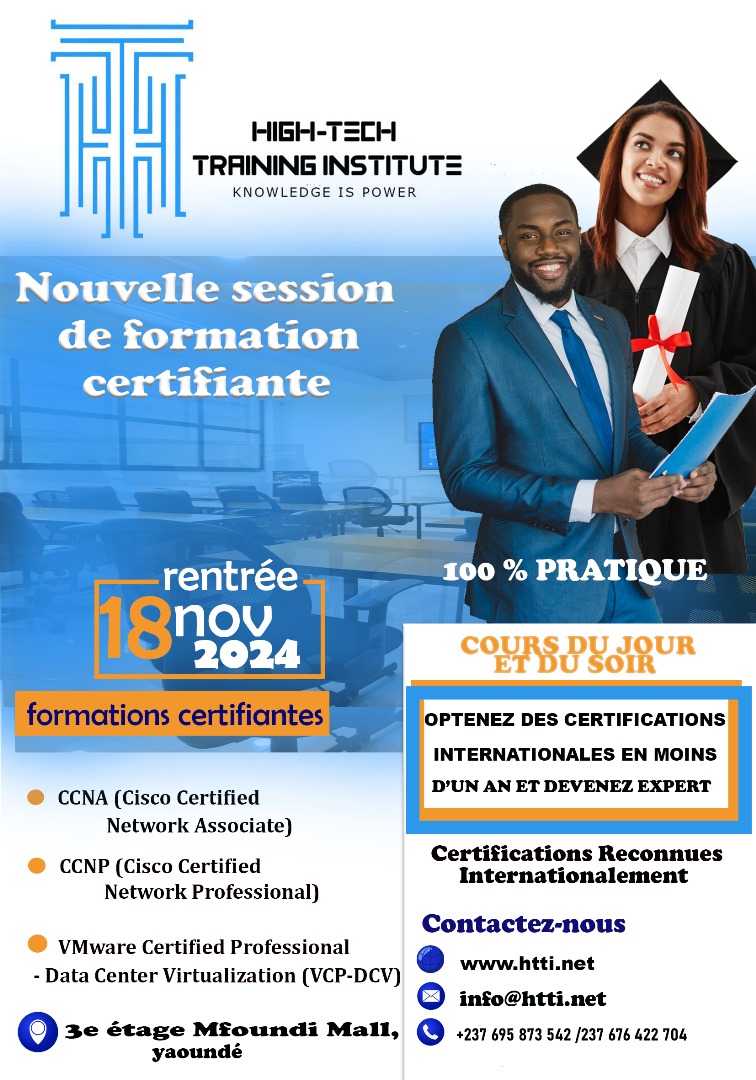 HIGH-TECH
TRAINING INSTITUTE
KNOWLEDGE IS POWER
Nouvelle session
de formation
certifiante
100 % PRATIQUE
rentrée
18 nov
2024
formations certifiantes
CCNA (Cisco Certified
Network Associate)
CCNP (Cisco Certified
Network Professional)
VMware Certified Professional
- Data Center Virtualization (VCP-DCV)
3e étage Mfoundi Mall,
yaoundé
COURS DU JOUR
ET DU SOIR
OPTENEZ DES CERTIFICATIONS
INTERNATIONALES EN MOINS
D'UN AN ET DEVENEZ EXPERT
Certifications Reconnues
Internationalement
Contactez-nous
www.htti.net
info@htti.net
+237 695 873 542 /237 676 422 704